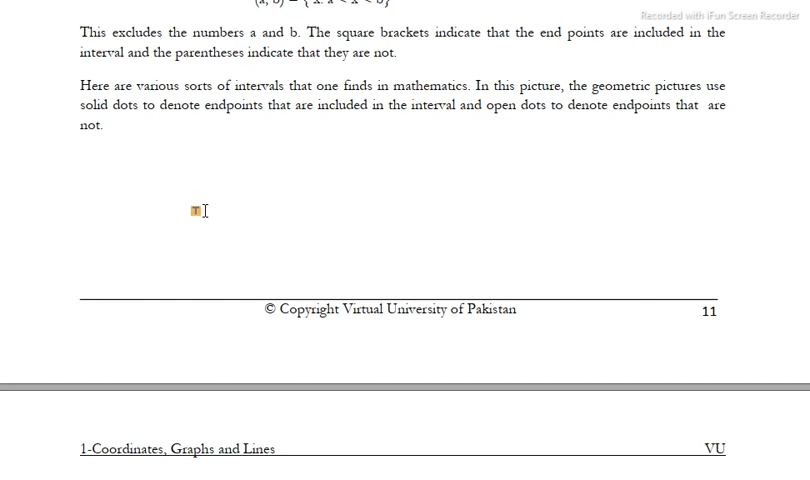 (a, b) = { x: a < x < b}
Recorded with iFun Screen Recorder
This excludes the numbers a and b. The square brackets indicate that the end points are included in the
interval and the parentheses indicate that they are not.
Here are various sorts of intervals that one finds in mathematics. In this picture, the geometric pictures use
solid dots to denote endpoints that are included in the interval and open dots to denote endpoints that are
not.
T
© Copyright Virtual University of Pakistan
11
1-Coordinates, Graphs and Lines
VU